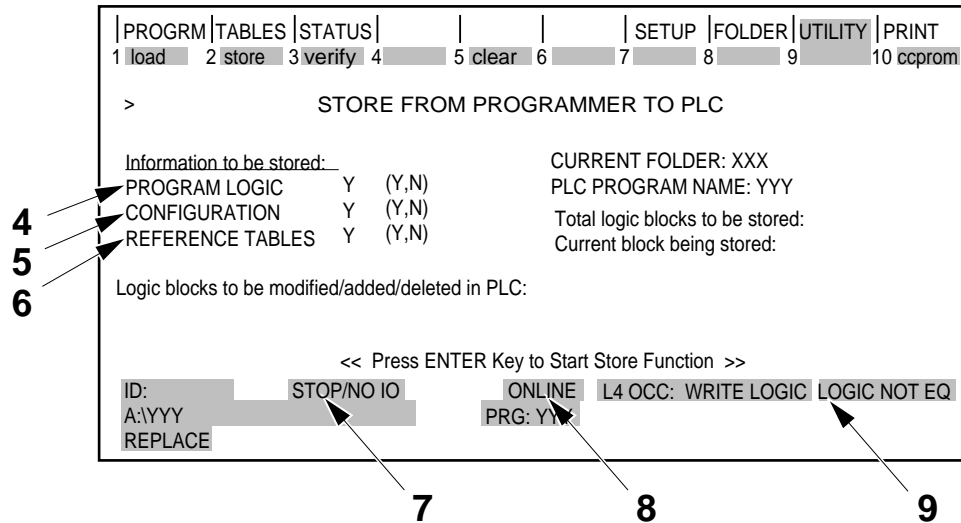 PROGRM TABLES STATUS SETUP FOLDER UTILITY PRINT
1 load 2 store 3 verify 4 5 clear 6 7 8 9 10 ccprom
> STORE FROM PROGRAMMER TO PLC
Information to be stored:
PROGRAM LOGIC Y (Y,N)
CONFIGURATION Y (Y,N)
REFERENCE TABLES Y (Y,N)
CURRENT FOLDER: XXX
PLC PROGRAM NAME: YYY
Total logic blocks to be stored:
Current block being stored:
4
5
6
Logic blocks to be modified/added/deleted in PLC:
<< Press ENTER Key to Start Store Function >>
ID: STOP/NO IO ONLINE L4 OCC: WRITE LOGIC LOGIC NOT EQ
A:\YYY PRG: YYY
REPLACE
7 8 9